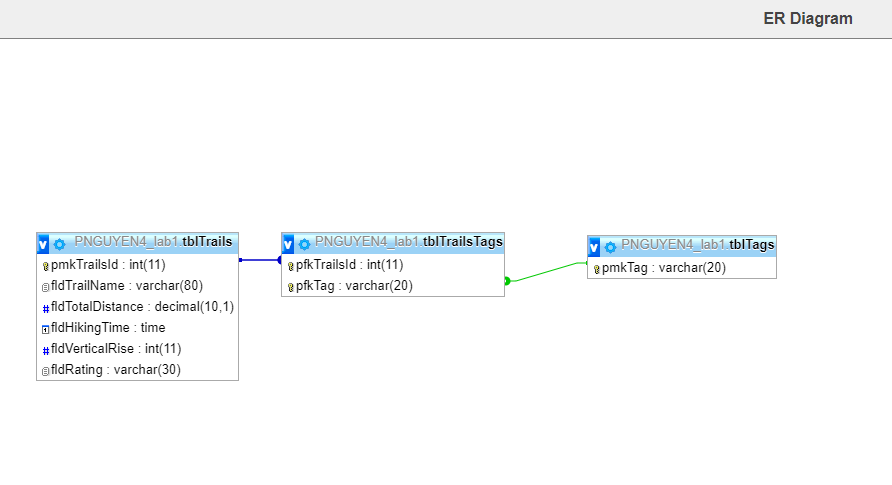 ER Diagram
PNGUYEN4_lab1.tblTrails
pmkTrailsId : int(11)
fldTrailName : varchar(80)
fldTotalDistance : decimal(10,1)
fldHikingTime : time
fldVerticalRise : int(11)
fldRating : varchar(30)
PNGUYEN4_lab1.tblTrailsTags
pfkTrailsId : int(11)
pfkTag : varchar(20)
PNGUYEN4_lab1.tblTags
pmkTag : varchar(20)